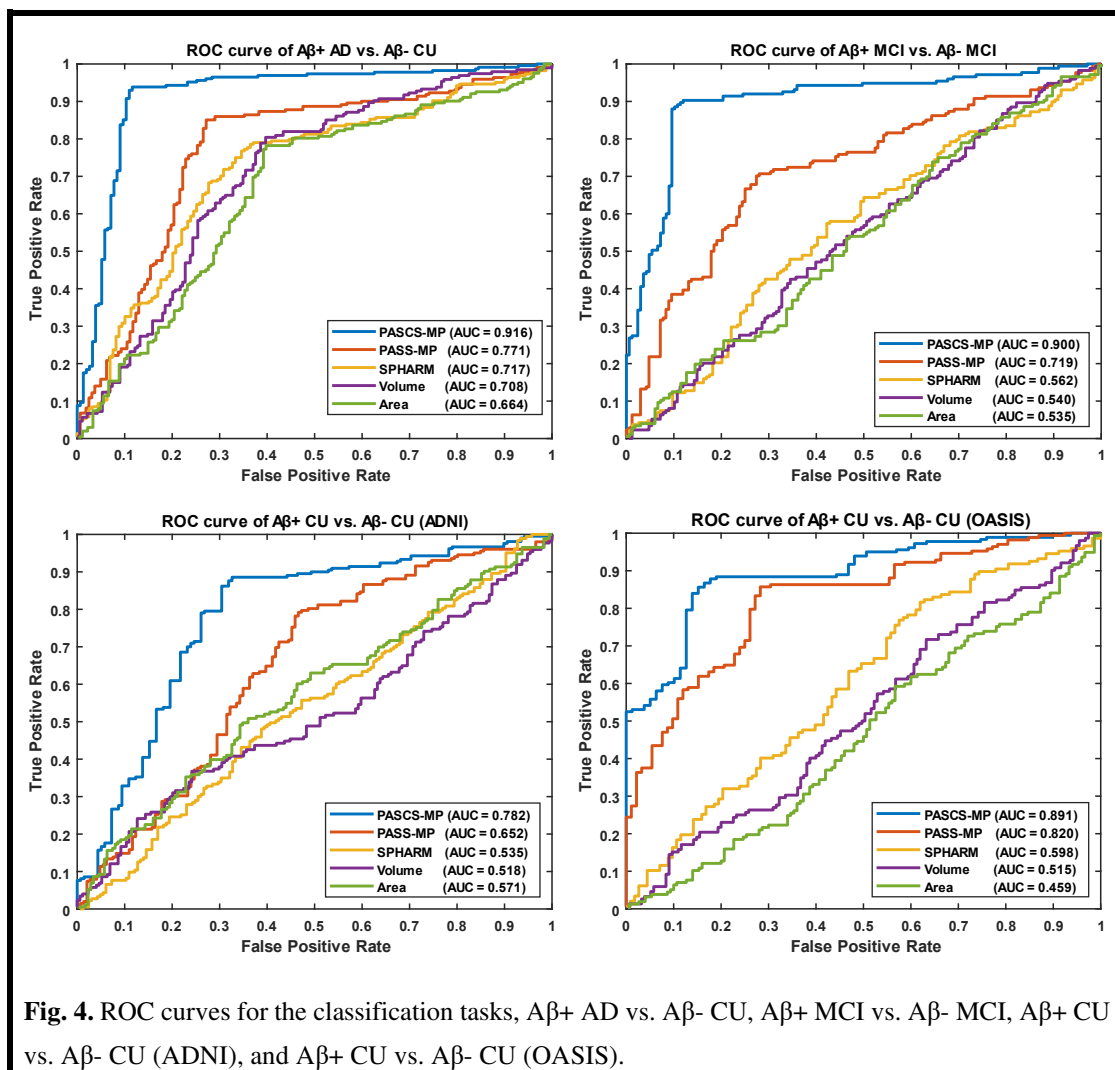 ROC curve of Aβ+ AD vs. Aβ- CU
1
0.9
0.8
0.7
0.6
0.5
0.4
0.3
0.2
0.1
0
True Positive Rate
PASCS-MP (AUC = 0.916)
PASS-MP (AUC = 0.771)
SPHARM (AUC = 0.717)
Volume (AUC = 0.708)
Area (AUC = 0.664)
0 0.1 0.2 0.3 0.4 0.5 0.6 0.7 0.8 0.9 1
False Positive Rate
ROC curve of Aβ+ MCI vs. Aβ- MCI
1
0.9
0.8
0.7
0.6
0.5
0.4
0.3
0.2
0.1
0
True Positive Rate
PASCS-MP (AUC = 0.900)
PASS-MP (AUC = 0.719)
SPHARM (AUC = 0.562)
Volume (AUC = 0.540)
Area (AUC = 0.535)
0 0.1 0.2 0.3 0.4 0.5 0.6 0.7 0.8 0.9 1
False Positive Rate
ROC curve of Aβ+ CU vs. Aβ- CU (ADNI)
1
0.9
0.8
0.7
0.6
0.5
0.4
0.3
0.2
0.1
0
True Positive Rate
PASCS-MP (AUC = 0.782)
PASS-MP (AUC = 0.652)
SPHARM (AUC = 0.535)
Volume (AUC = 0.518)
Area (AUC = 0.571)
0 0.1 0.2 0.3 0.4 0.5 0.6 0.7 0.8 0.9 1
False Positive Rate
ROC curve of Aβ+ CU vs. Aβ- CU (OASIS)
1
0.9
0.8
0.7
0.6
0.5
0.4
0.3
0.2
0.1
0
True Positive Rate
PASCS-MP (AUC = 0.891)
PASS-MP (AUC = 0.820)
SPHARM (AUC = 0.598)
Volume (AUC = 0.515)
Area (AUC = 0.459)
0 0.1 0.2 0.3 0.4 0.5 0.6 0.7 0.8 0.9 1
False Positive Rate
Fig. 4. ROC curves for the classification tasks, Aβ+ AD vs. Aβ- CU, Aβ+ MCI vs. Aβ- MCI, Aβ+ CU
vs. Aβ- CU (ADNI), and Aβ+ CU vs. Aβ- CU (OASIS).